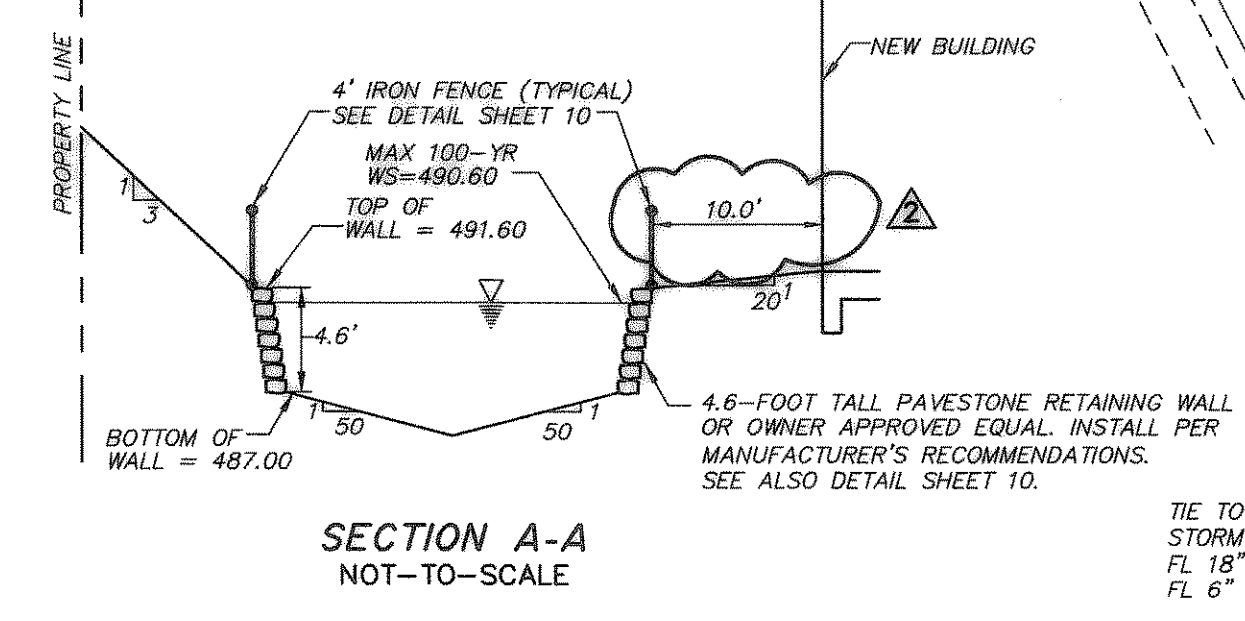 PROPERTY LINE
NEW BUILDING
4' IRON FENCE (TYPICAL)
SEE DETAIL SHEET 10
MAX 100-YR
WS=490.60
TOP OF
WALL = 491.60
10.0'
2
1
3
20
1
4.6'
1
50
50
1
BOTTOM OF
WALL = 487.00
4.6-FOOT TALL PAVESTONE RETAINING WALL
OR OWNER APPROVED EQUAL. INSTALL PER
MANUFACTURER'S RECOMMENDATIONS.
SEE ALSO DETAIL SHEET 10.
SECTION A-A
NOT-TO-SCALE
TIE TO
STORM
FL 18"
FL 6"